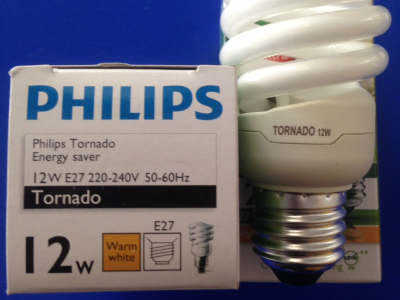 PHILIPS
Philips Tornado
Energy saver
12W E27 220-240V 50-60Hz
Tornado
12W
Warm
white
E27
TORNADO 12W